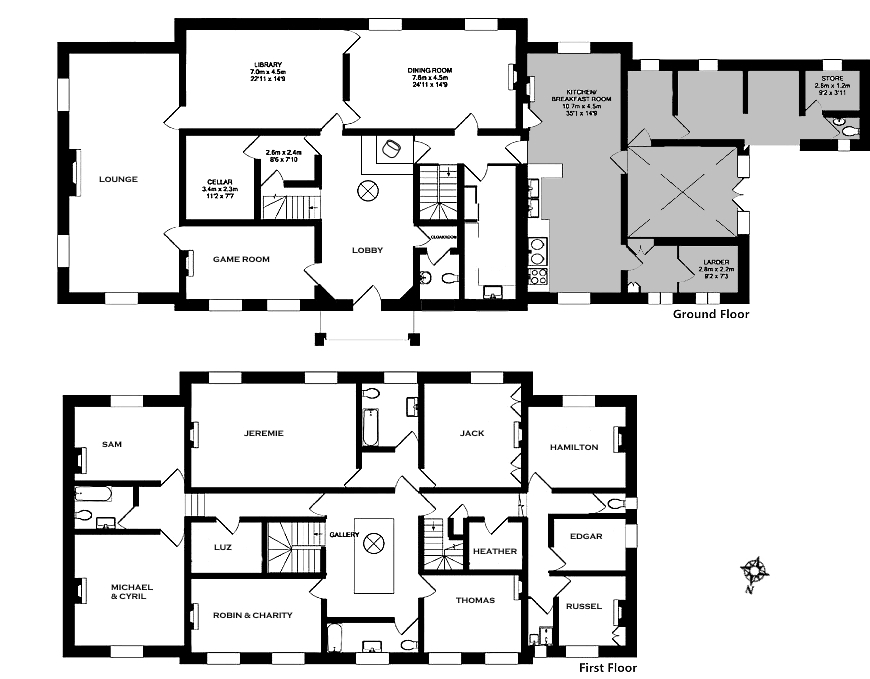 LIBRARY
7.0m x 4.5m
22'11 x 14'9
DINING ROOM
7.6m x 4.5m
24'11 x 14'9
KITCHEN/
BREAKFAST ROOM
10.7m x 4.5m
35'1 x 14'9
STORE
2.8m x 1.2m
9'2 x 3'11
LOUNGE
2.6m x 2.4m
8'6 x 7'10
CELLAR
3.4m x 2.3m
11'2 x 7'7
GAME ROOM
LOBBY
CLOAKROOM
LARDER
2.8m x 2.2m
9'2 x 7'3
Ground Floor
SAM
JEREMIE
JACK
HAMILTON
LUZ
GALLERY
HEATHER
EDGAR
MICHAEL
& CYRIL
ROBIN & CHARITY
THOMAS
RUSSEL
N
First Floor